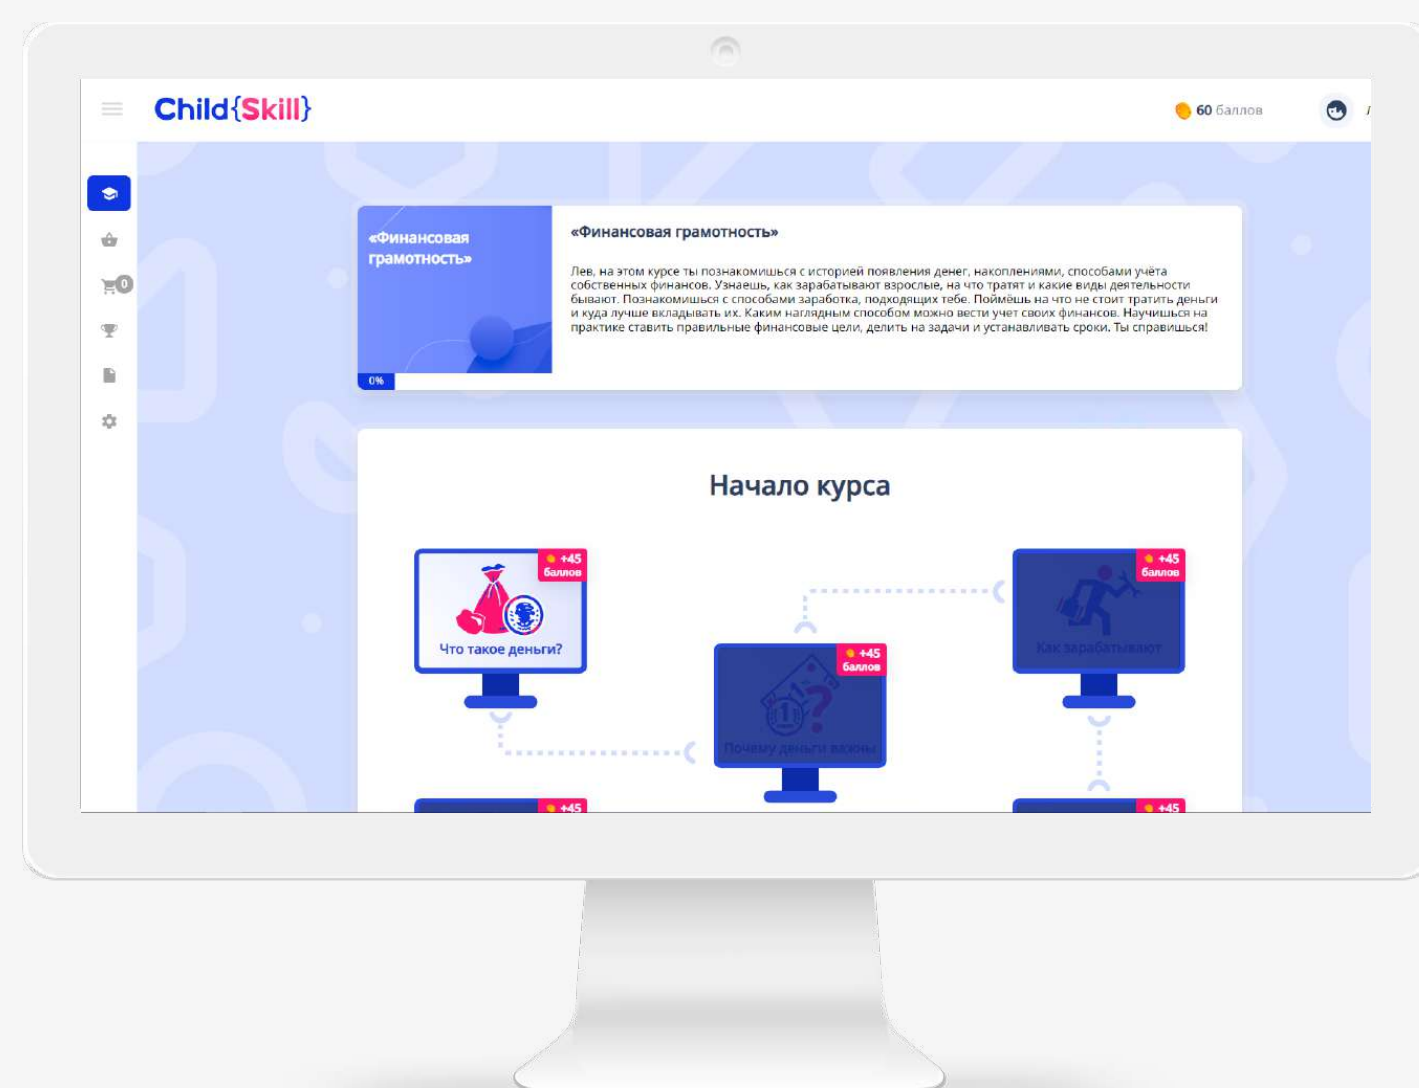 Child{Skill}
60 баллов
0
«Финансовая
грамотность»
0%
«Финансовая грамотность»
Лев, на этом курсе ты познакомишься с историей появления денег, накоплениями, способами учёта
собственных финансов. Узнаешь, как зарабатывают взрослые, на что тратят и какие виды деятельности
бывают. Познакомишься с способами заработка, подходящих тебе. Поймёшь на что не стоит тратить деньги
и куда лучше вкладывать их. Каким наглядным способом можно вести учет своих финансов. Научишься на
практике ставить правильные финансовые цели, делить на задачи и устанавливать сроки. Ты справишься!
Начало курса
+45
баллов
Что такое деньги?
+45
баллов
Почему деньги важны
+45
баллов
Как зарабатывают
+45
+45